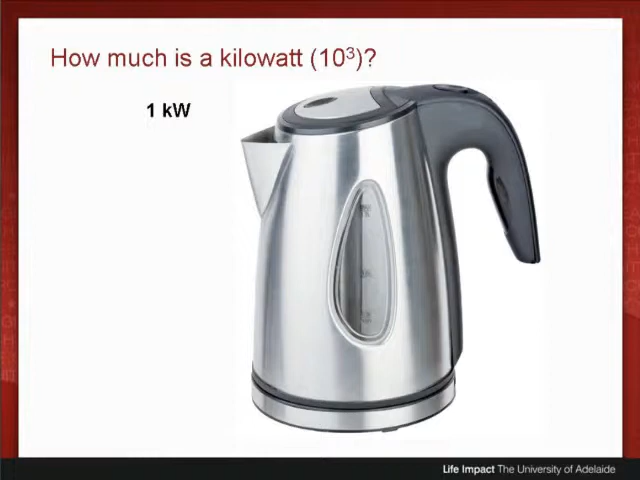 How much is a kilowatt (10³)?
1 kW
Life Impact The University of Adelaide